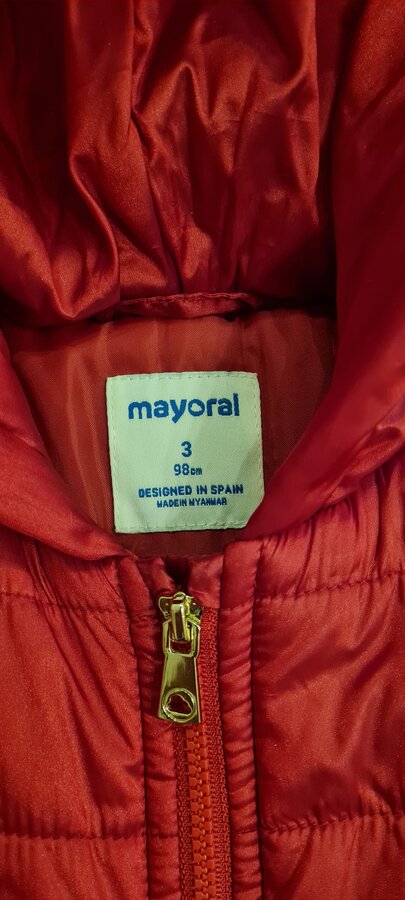 mayoral
3
98cm
DESIGNED IN SPAIN
MADE IN MYANMAR